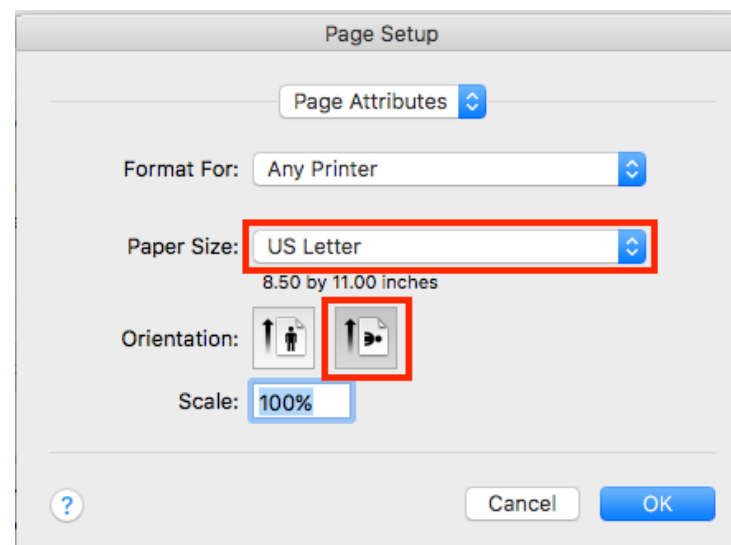 Page Setup
Page Attributes
Format For: Any Printer
Paper Size: US Letter
8.50 by 11.00 inches
Orientation:
Scale: 100%
? Cancel OK